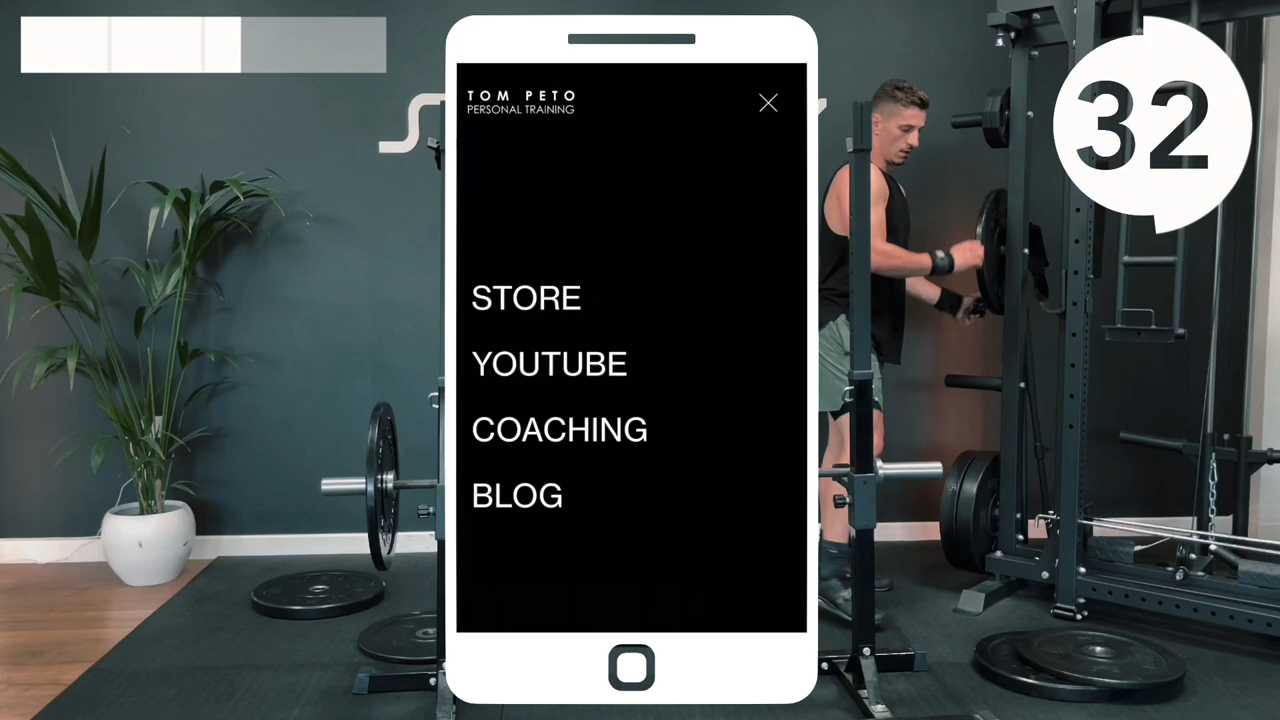 TOM PETO
PERSONAL TRAINING
32
STORE
YOUTUBE
COACHING
BLOG